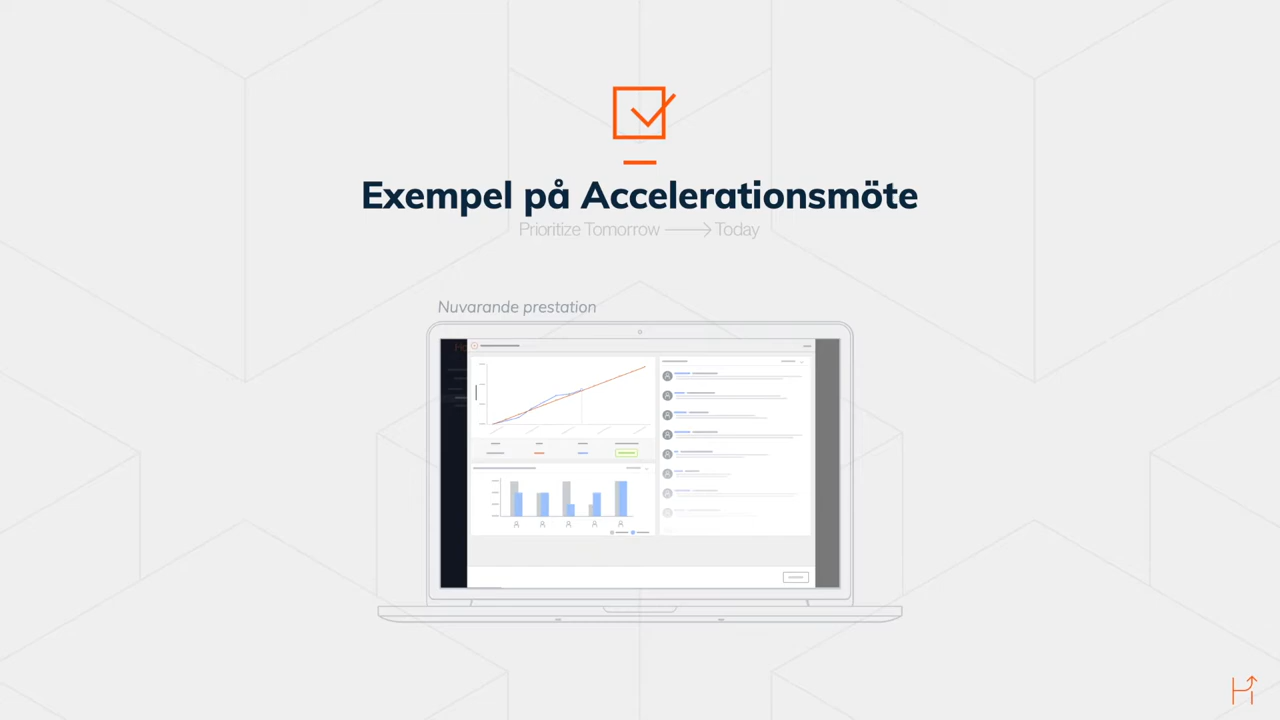 Exempel på Accelerationsmöte
Prioritize Tomorrow → Today
Nuvarande prestation